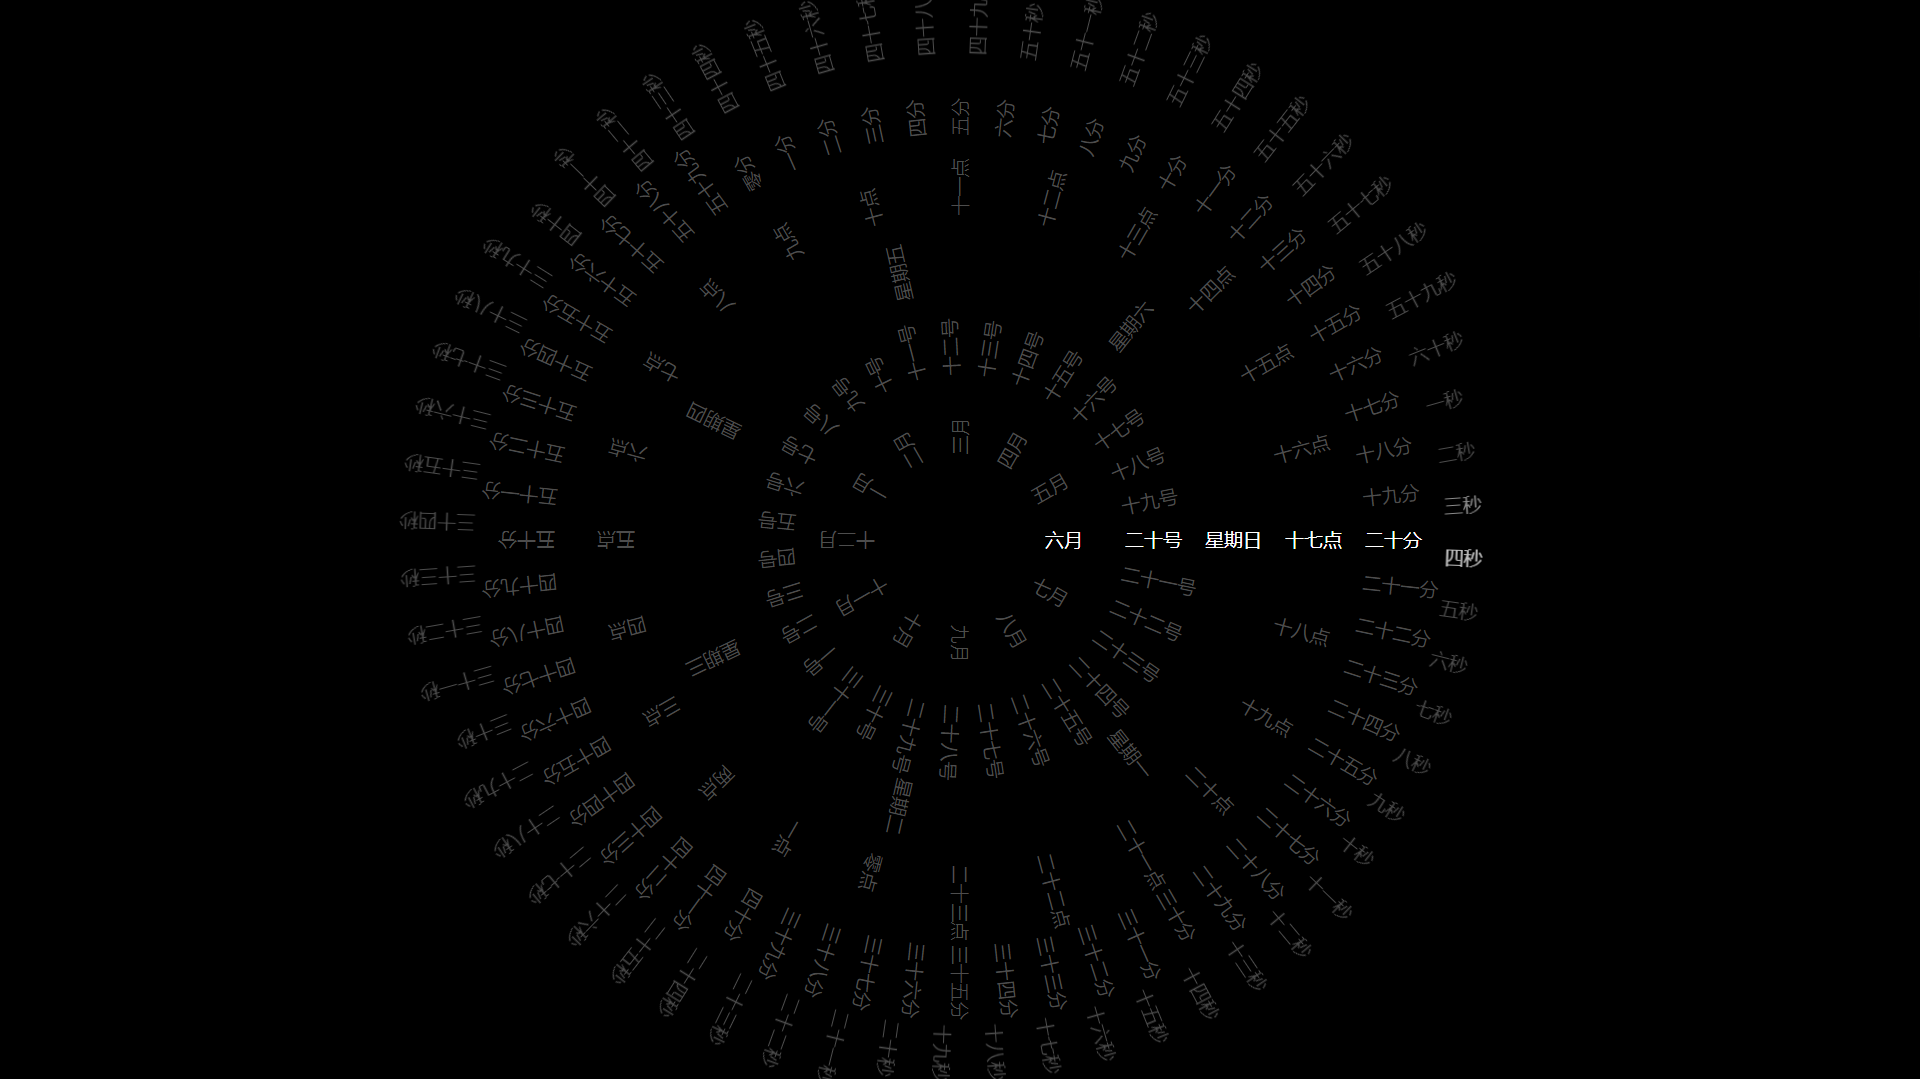 六月 二十号 星期日 十七点 二十分
四秒
七月
八月
九月
十月
十一月
十二月
一月
二月
三月
四月
五月
二十一号
二十二号
二十三号
二十四号
二十五号
二十六号
二十七号
二十八号
二十九号
三十号
三十一号
一号
二号
三号
四号
五号
六号
七号
八号
九号
十号
十一号
十二号
十三号
十四号
十五号
十六号
十七号
十八号
十九号
星期一
星期二
星期三
星期四
星期五
星期六
十八点
十九点
二十点
二十一点
二十二点
二十三点
零点
一点
两点
三点
四点
五点
六点
七点
八点
九点
十点
十一点
十二点
十三点
十四点
十五点
十六点
二十一分
二十二分
二十三分
二十四分
二十五分
二十六分
二十七分
二十八分
二十九分
三十分
三十一分
三十二分
三十三分
三十四分
三十五分
三十六分
三十七分
三十八分
三十九分
四十分
四十一分
四十二分
四十三分
四十四分
四十五分
四十六分
四十七分
四十八分
四十九分
五十分
五十一分
五十二分
五十三分
五十四分
五十五分
五十六分
五十七分
五十八分
五十九分
零分
一分
二分
三分
四分
五分
六分
七分
八分
九分
十分
十一分
十二分
十三分
十四分
十五分
十六分
十七分
十八分
十九分
五秒
六秒
七秒
八秒
九秒
十秒
十一秒
十二秒
十三秒
十四秒
十五秒
十六秒
十七秒
十八秒
十九秒
二十秒
二十一秒
二十二秒
二十三秒
二十四秒
二十五秒
二十六秒
二十七秒
二十八秒
二十九秒
三十秒
三十一秒
三十二秒
三十三秒
三十四秒
三十五秒
三十六秒
三十七秒
三十八秒
三十九秒
四十秒
四十一秒
四十二秒
四十三秒
四十四秒
四十五秒
四十六秒
四十七秒
四十八
四十九
五十秒
五十一秒
五十二秒
五十三秒
五十四秒
五十五秒
五十六秒
五十七秒
五十八秒
五十九秒
六十秒
一秒
二秒
三秒